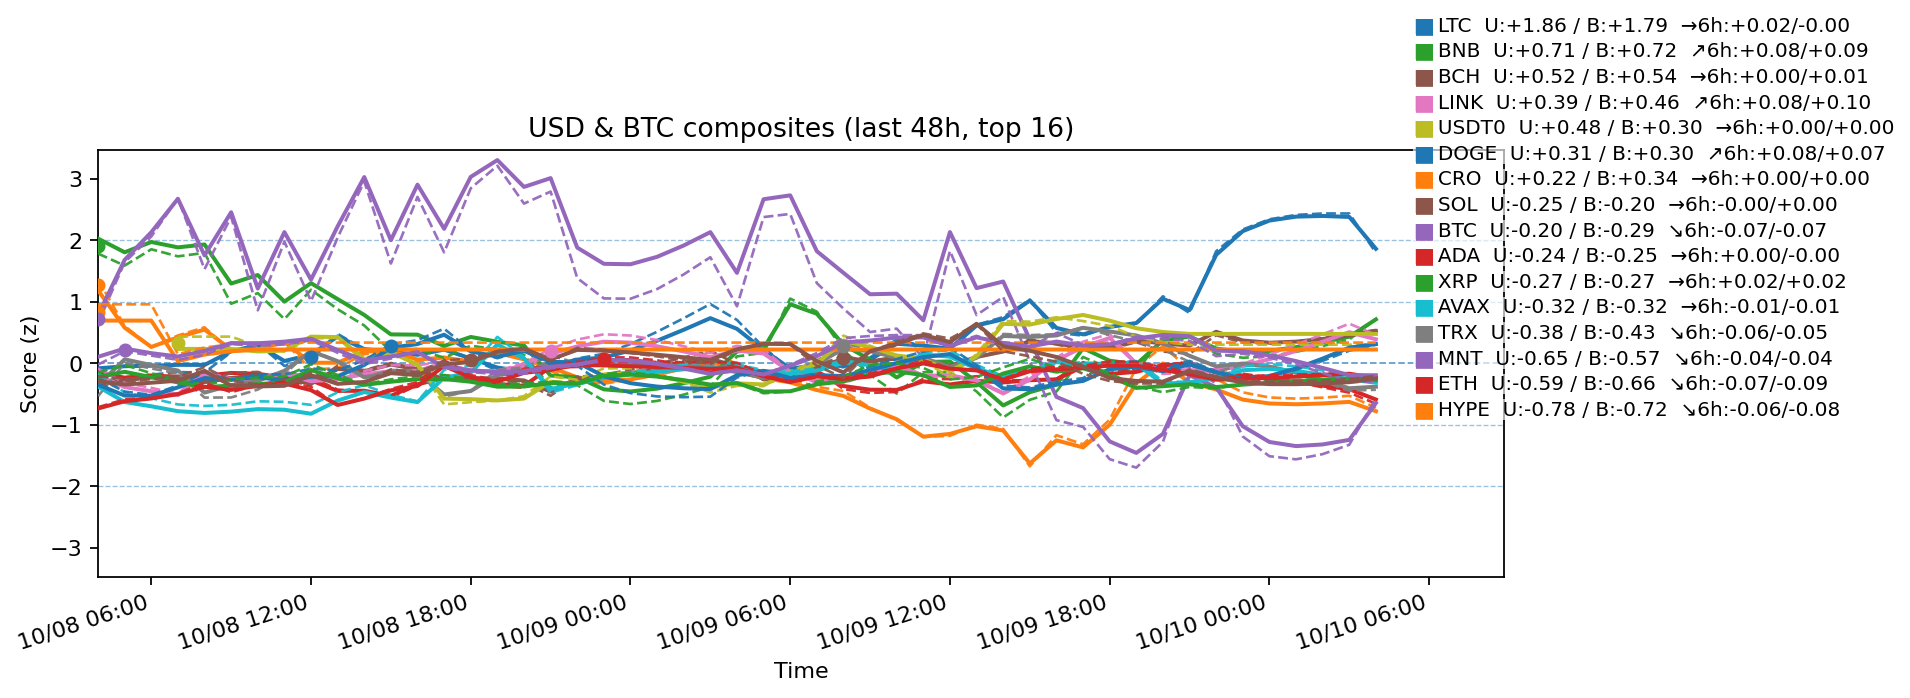 LTC U:+1.86 / B:+1.79 →6h:+0.02/-0.00
BNB U:+0.71 / B:+0.72 ↗6h:+0.08/+0.09
BCH U:+0.52 / B:+0.54 →6h:+0.00/+0.01
LINK U:+0.39 / B:+0.46 ↗6h:+0.08/+0.10
USDT0 U:+0.48 / B:+0.30 →6h:+0.00/+0.00
DOGE U:+0.31 / B:+0.30 ↗6h:+0.08/+0.07
CRO U:+0.22 / B:+0.34 →6h:+0.00/+0.00
SOL U:-0.25 / B:-0.20 →6h:-0.00/+0.00
BTC U:-0.20 / B:-0.29 ↘6h:-0.07/-0.07
ADA U:-0.24 / B:-0.25 →6h:+0.00/-0.00
XRP U:-0.27 / B:-0.27 →6h:+0.02/+0.02
AVAX U:-0.32 / B:-0.32 →6h:-0.01/-0.01
TRX U:-0.38 / B:-0.43 ↘6h:-0.06/-0.05
MNT U:-0.65 / B:-0.57 ↘6h:-0.04/-0.04
ETH U:-0.59 / B:-0.66 ↘6h:-0.07/-0.09
HYPE U:-0.78 / B:-0.72 ↘6h:-0.06/-0.08
USD & BTC composites (last 48h, top 16)
Score (z)
3
2
1
0
−1
−2
−3
10/08 06:00
10/08 12:00
10/08 18:00
10/09 00:00
10/09 06:00
10/09 12:00
10/09 18:00
10/10 00:00
10/10 06:00
Time